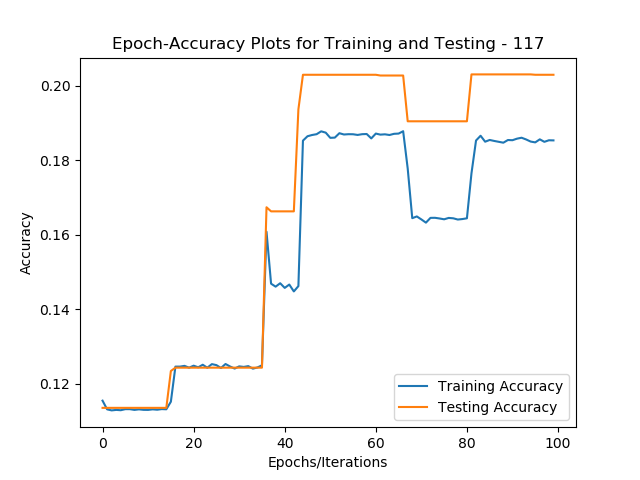 Epoch-Accuracy Plots for Training and Testing - 117
0.20
0.18
0.16
0.14
0.12
Accuracy
0
20
40
60
80
100
Epochs/Iterations
Training Accuracy
Testing Accuracy